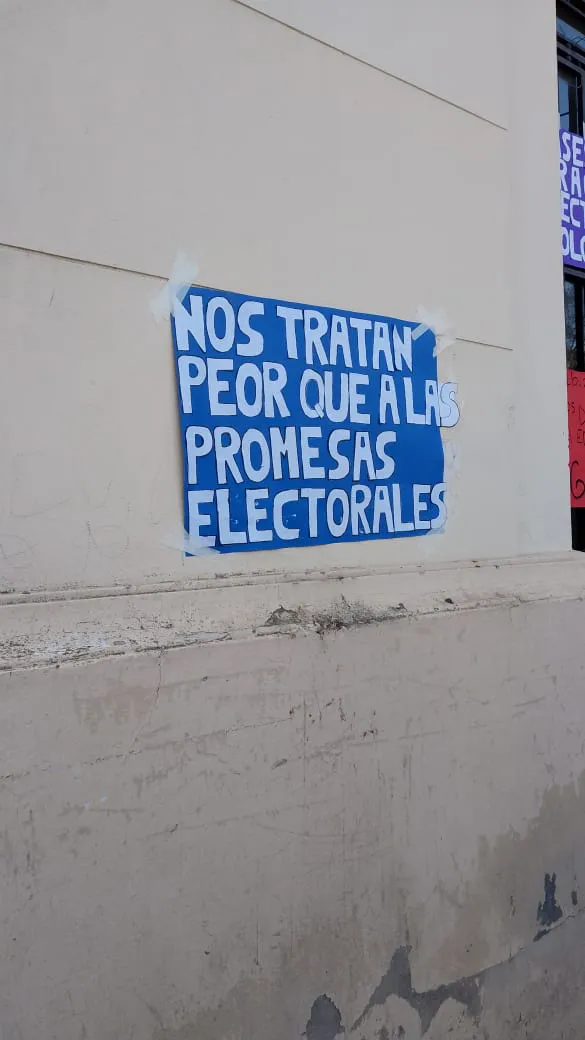 NOS TRATAN
PEOR QUE A LAS
PROMESAS
ELECTORALES